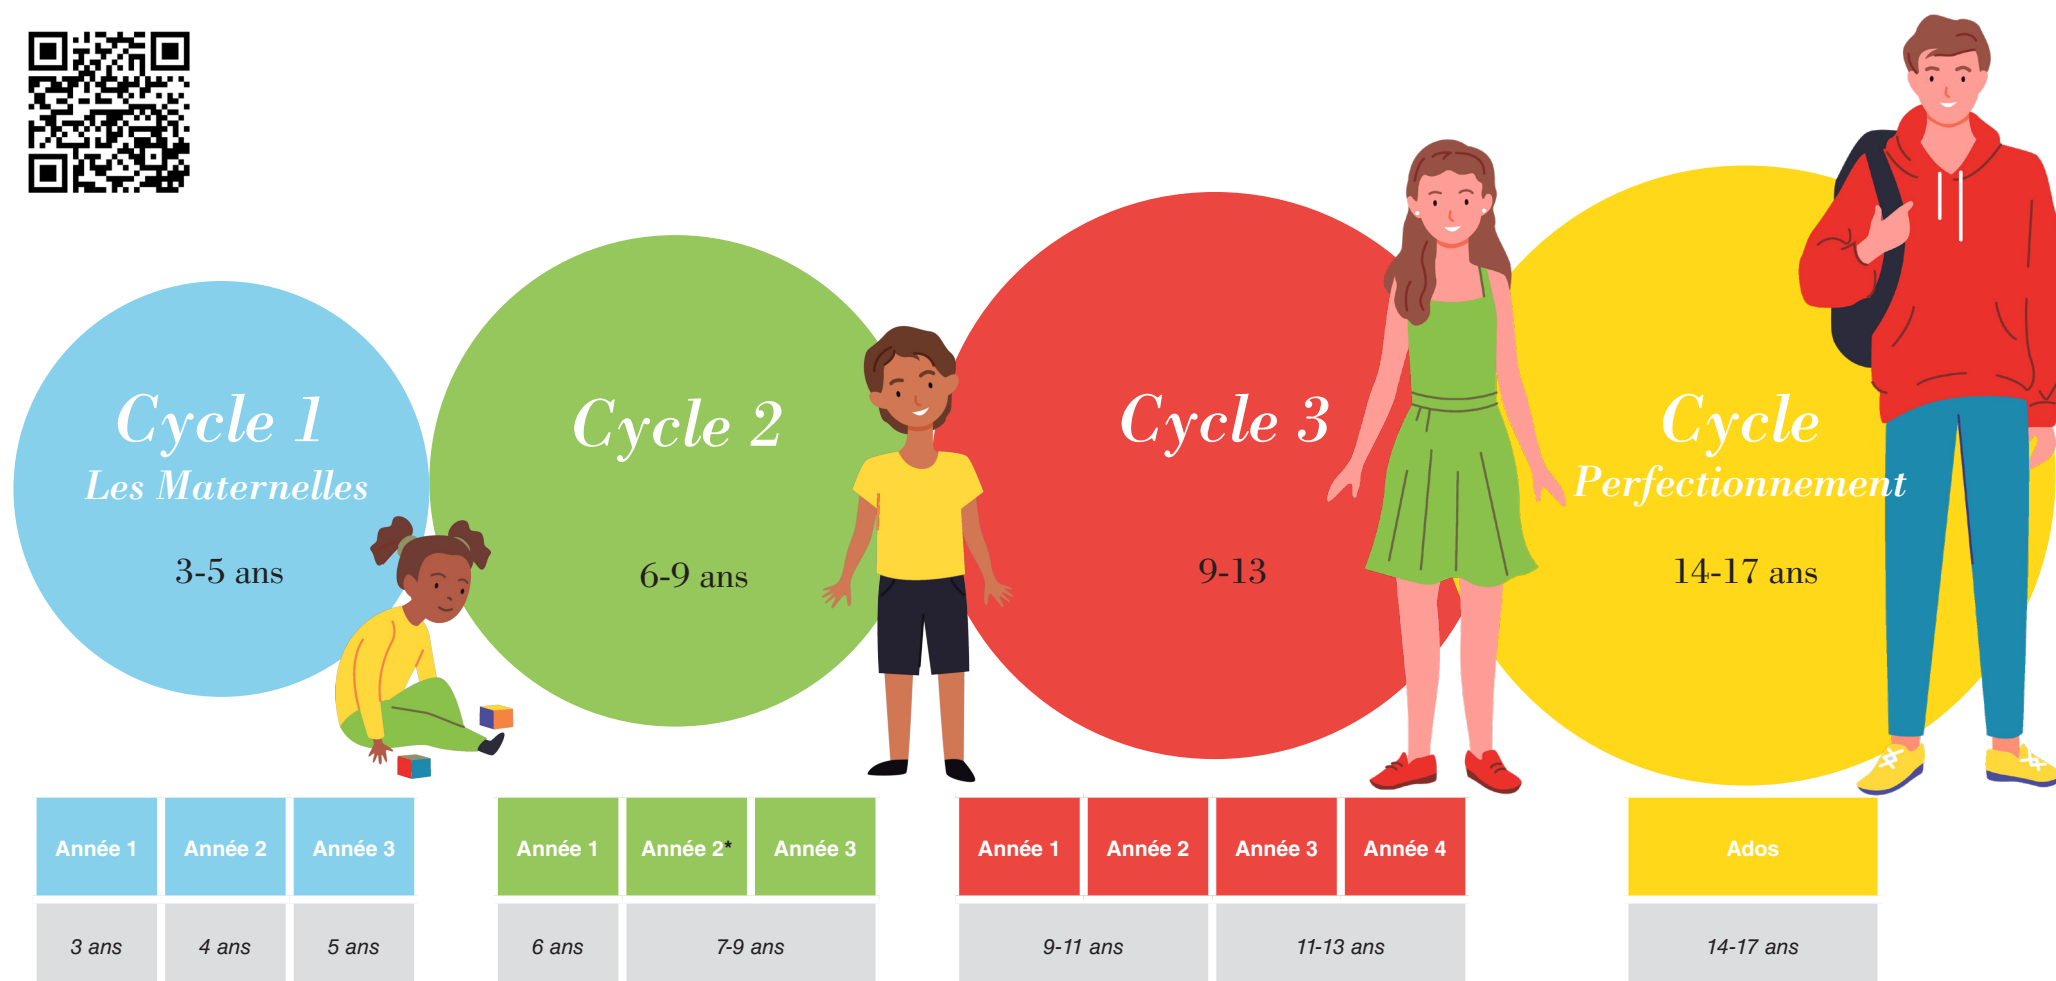 Cycle 1
Les Maternelles
3-5 ans
Cycle 2
6-9 ans
Cycle 3
9-13
Cycle
Perfectionnement
14-17 ans
Année 1
Année 2
Année 3
Année 1
Année 2*
Année 3
Année 1
Année 2
Année 3
Année 4
Ados
3 ans
4 ans
5 ans
6 ans
7-9 ans
9-11 ans
11-13 ans
14-17 ans